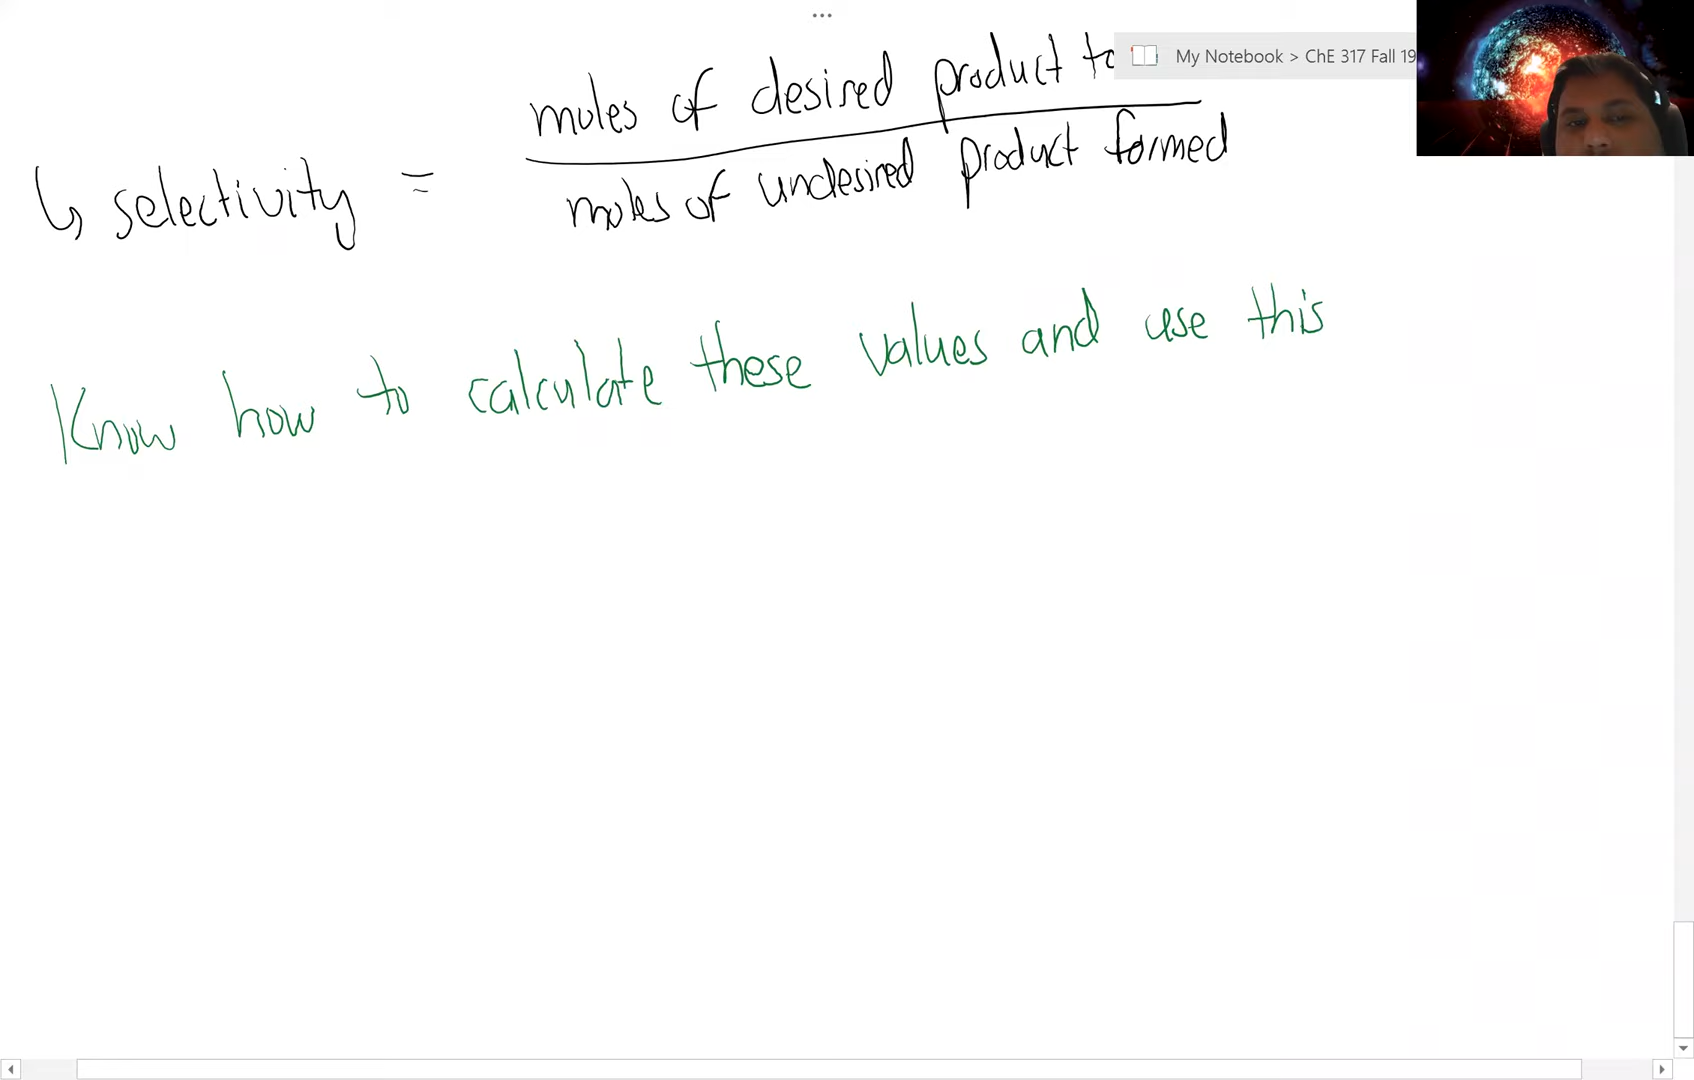 moles of desired product
My Notebook > ChE 317 Fall 19
↳ selectivity =
moles of undesired product formed
Know how to calculate these values and use this